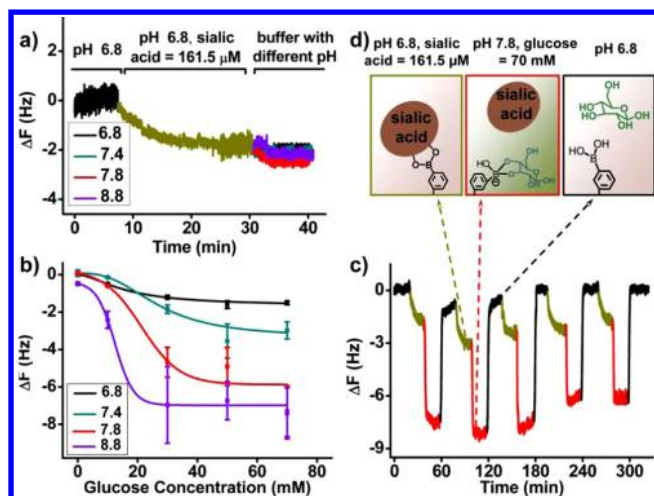 a)
pH 6.8
pH 6.8, sialic
acid = 161.5 μM
buffer with
different pH
ΔF (Hz)
0
-2
-4
6.8
7.4
7.8
8.8
0 10 20 30 40
Time (min)
b)
ΔF (Hz)
0
-2
-4
-6
-8
6.8
7.4
7.8
8.8
0 20 40 60 80
Glucose Concentration (mM)
d)
pH 6.8, sialic
acid = 161.5 μM
pH 7.8, glucose
= 70 mM
pH 6.8
sialic
acid
sialic
acid
c)
ΔF (Hz)
0
-3
-6
-9
0 60 120 180 240 300
Time (min)